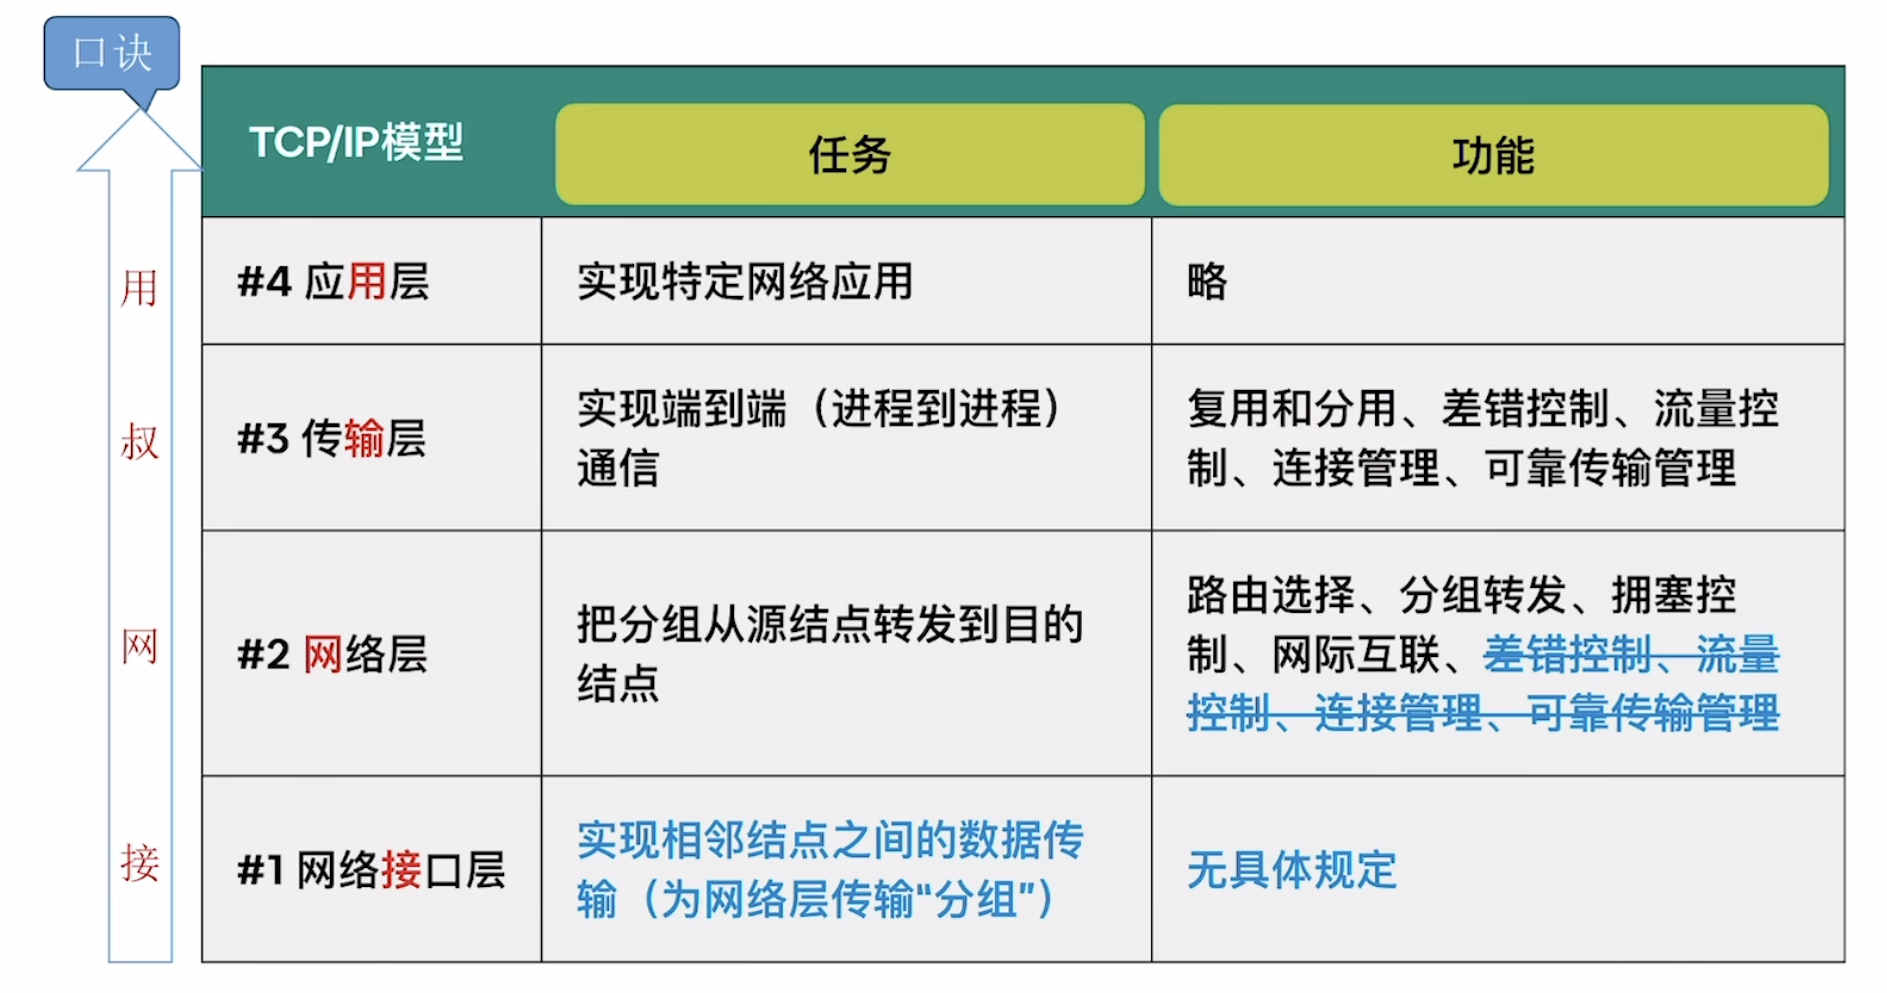 口诀
TCP/IP模型
任务
功能
用
#4 应用层
实现特定网络应用
略
叔
#3 传输层
实现端到端（进程到进程）
通信
复用和分用、差错控制、流量控
制、连接管理、可靠传输管理
网
#2 网络层
把分组从源结点转发到目的
结点
路由选择、分组转发、拥塞控
制、网际互联、差错控制、流量
控制、连接管理、可靠传输管理
接
#1 网络接口层
实现相邻结点之间的数据传
输（为网络层传输“分组”）
无具体规定